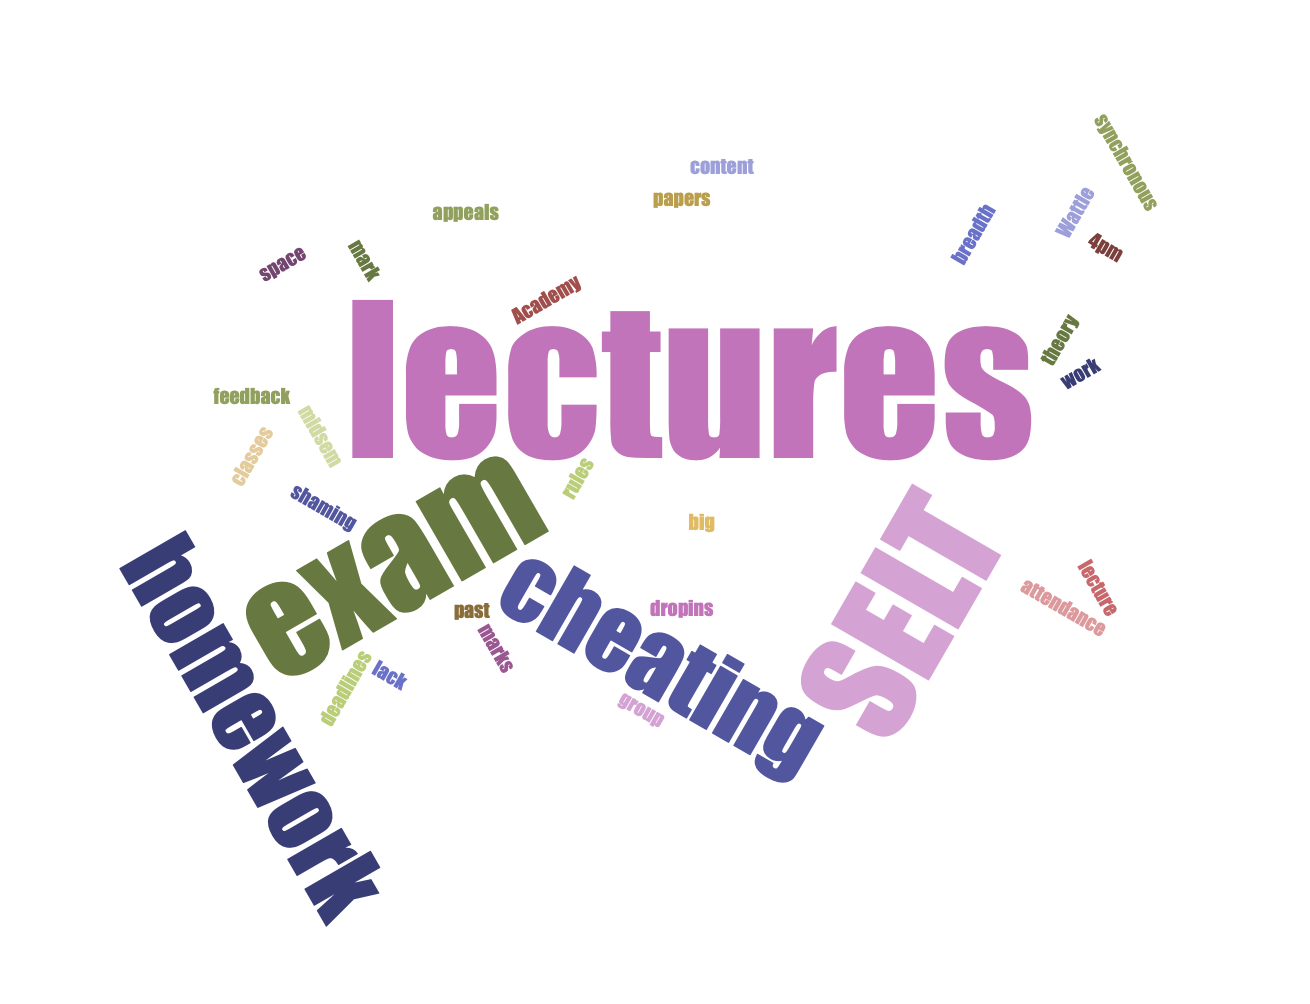 synchronous
content
Wattle
papers
appeals
breadth
4pm
space
mark
Academy
lectures
theory
work
feedback
midsem
classes
rules
shaming
exam
big
SELT
homework
cheating
past
dropins
lecture
attendance
marks
deadlines
lack
group